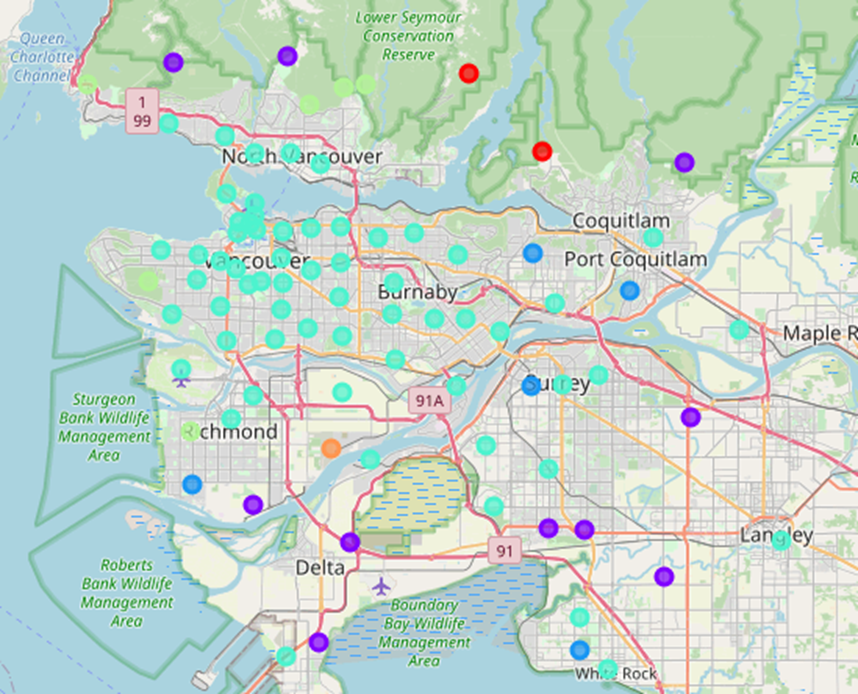 Lower Seymour
Conservation
Reserve
Queen
Charlotte
Channel
1
99
North Vancouver
Coquitlam
Port Coquitlam
Vancouver
Burnaby
Maple R
Surrey
91A
Sturgeon
Bank Wildlife
Management
Area
chmond
Langley
91
Delta
Roberts
Bank Wildlife
Management
Area
Boundary
Bay Wildlife
Management
Area
White Rock